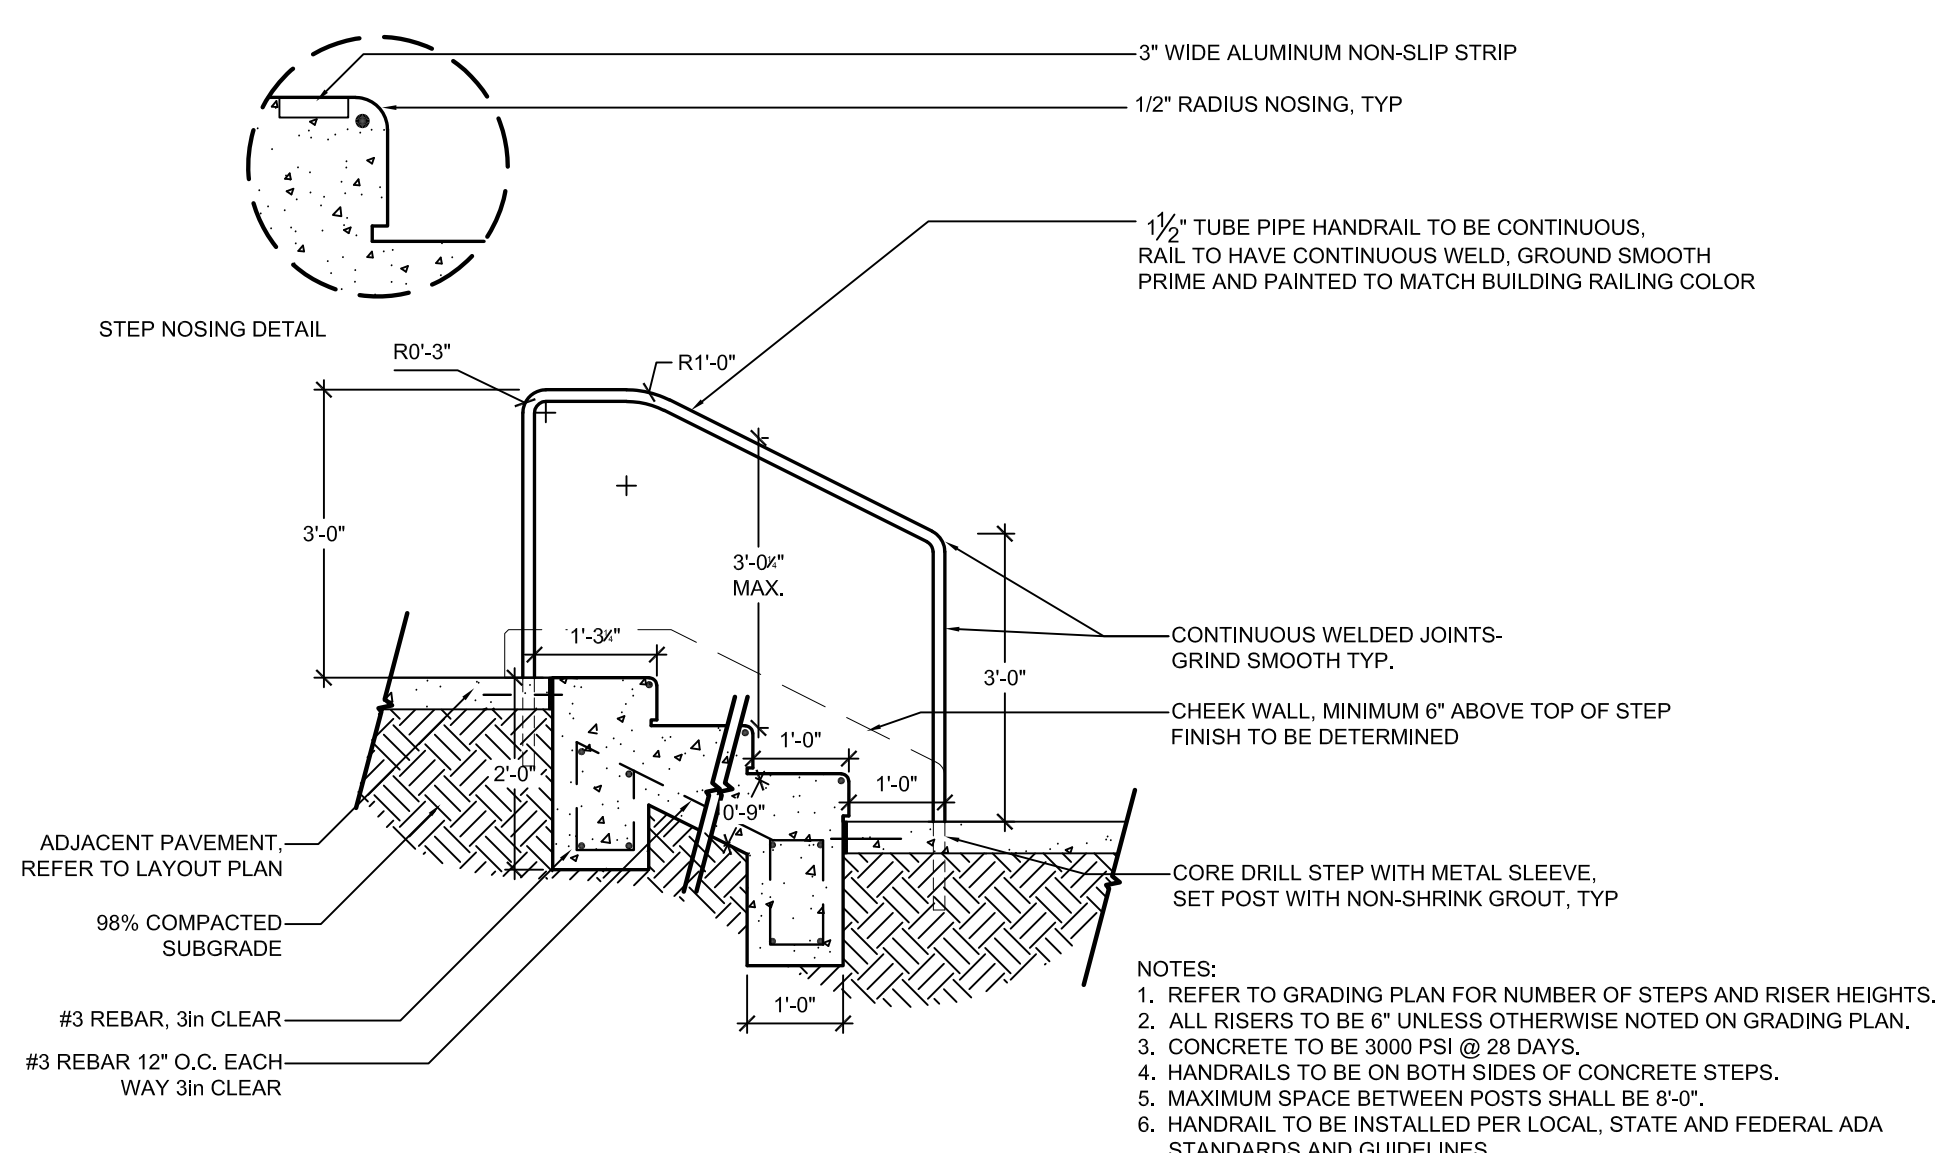 3" WIDE ALUMINUM NON-SLIP STRIP
1/2" RADIUS NOSING, TYP
1½" TUBE PIPE HANDRAIL TO BE CONTINUOUS,
RAIL TO HAVE CONTINUOUS WELD, GROUND SMOOTH
PRIME AND PAINTED TO MATCH BUILDING RAILING COLOR
STEP NOSING DETAIL
R0'-3"
R1'-0"
3'-0"
3'-0¼"
MAX.
1'-3¼"
3'-0"
CONTINUOUS WELDED JOINTS-
GRIND SMOOTH TYP.
CHEEK WALL, MINIMUM 6" ABOVE TOP OF STEP
FINISH TO BE DETERMINED
1'-0"
2'-0"
1'-0"
0'-9"
ADJACENT PAVEMENT,
REFER TO LAYOUT PLAN
CORE DRILL STEP WITH METAL SLEEVE,
SET POST WITH NON-SHRINK GROUT, TYP
98% COMPACTED
SUBGRADE
1'-0"
#3 REBAR, 3in CLEAR
#3 REBAR 12" O.C. EACH
WAY 3in CLEAR
NOTES:
1. REFER TO GRADING PLAN FOR NUMBER OF STEPS AND RISER HEIGHTS.
2. ALL RISERS TO BE 6" UNLESS OTHERWISE NOTED ON GRADING PLAN.
3. CONCRETE TO BE 3000 PSI @ 28 DAYS.
4. HANDRAILS TO BE ON BOTH SIDES OF CONCRETE STEPS.
5. MAXIMUM SPACE BETWEEN POSTS SHALL BE 8'-0".
6. HANDRAIL TO BE INSTALLED PER LOCAL, STATE AND FEDERAL ADA
STANDARDS AND GUIDELINES